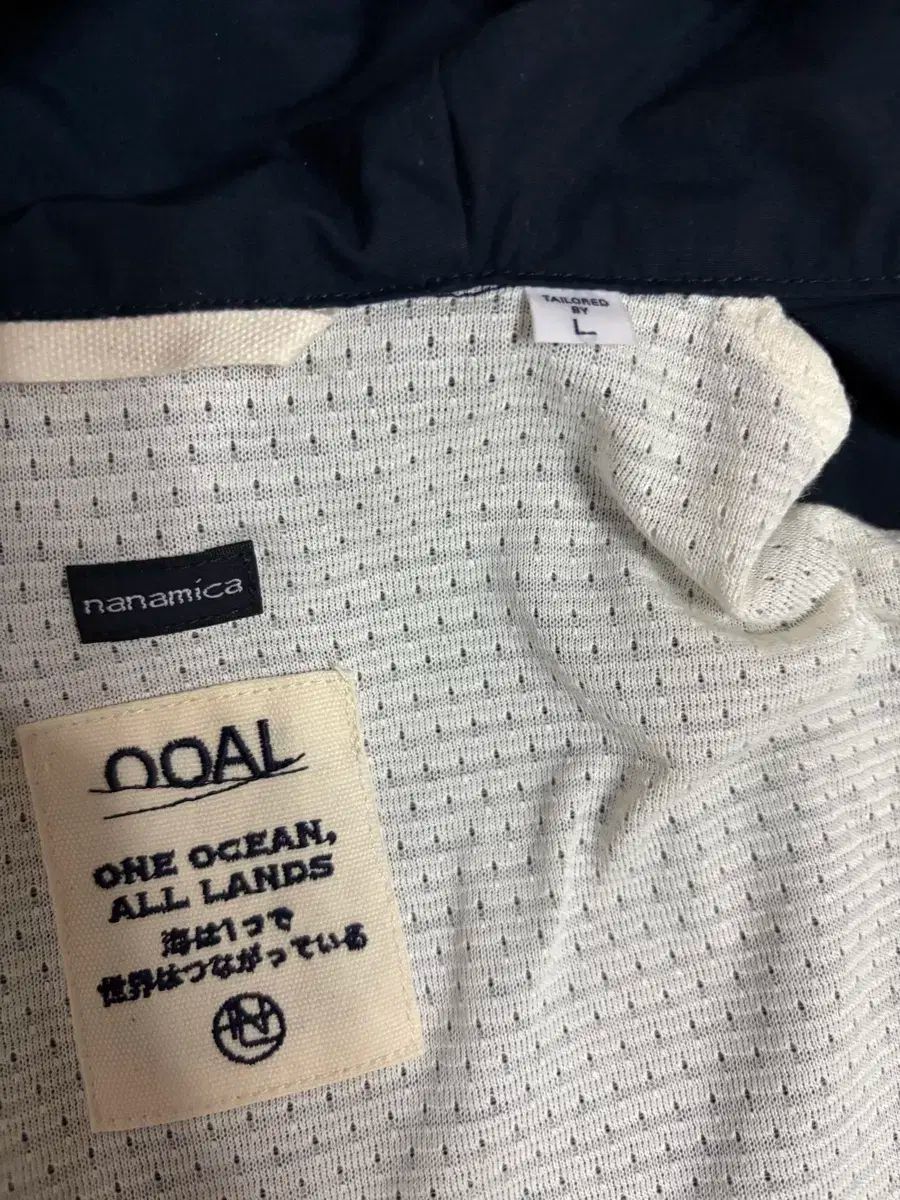 TAILORED
BY
L
nanamica
OOAL
ONE OCEAN,
ALL LANDS
海は1つで
世界はつながっている